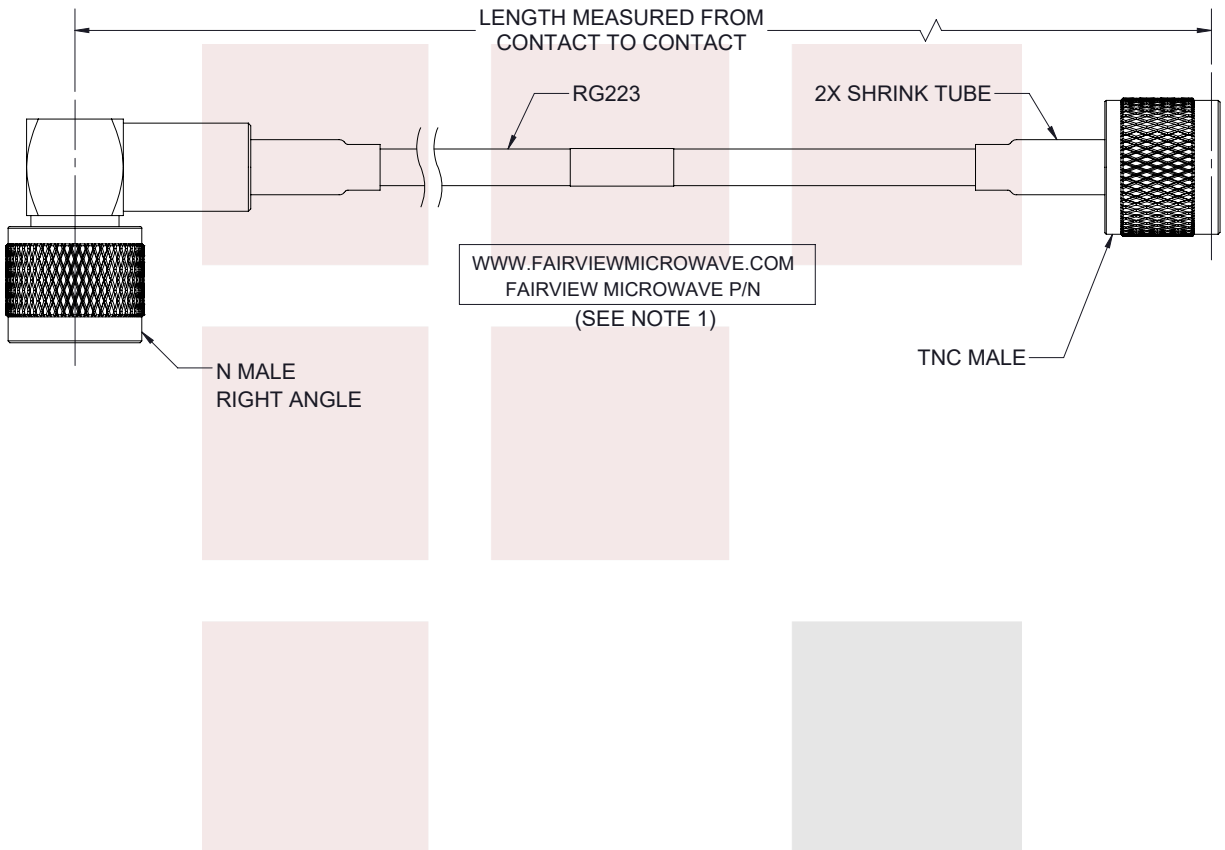 LENGTH MEASURED FROM
CONTACT TO CONTACT
RG223
2X SHRINK TUBE
WWW.FAIRVIEWMICROWAVE.COM
FAIRVIEW MICROWAVE P/N
(SEE NOTE 1)
TNC MALE
N MALE
RIGHT ANGLE